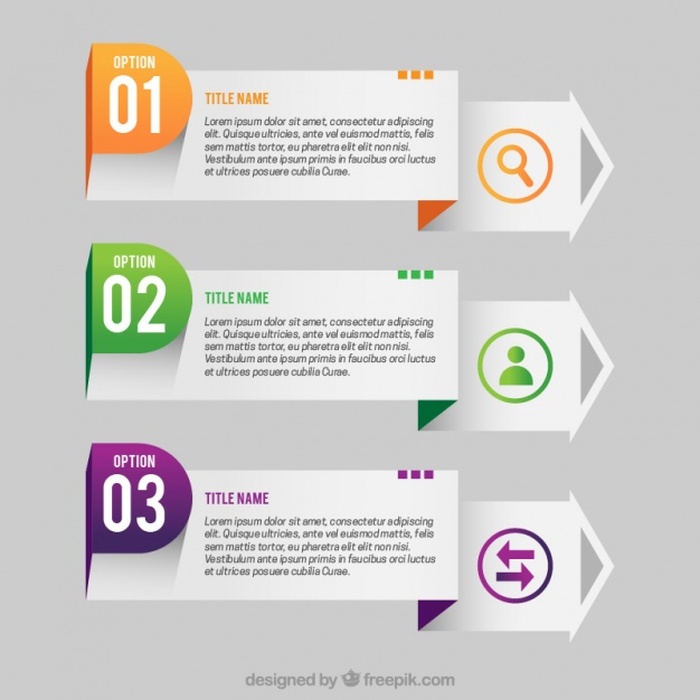 OPTION
01
TITLE NAME
Lorem ipsum dolor sit amet, consectetur adipiscing
elit. Quisque ultricies, ante vel euismod mattis, felis
sem mattis tortor, eu pharetra elit non nisi.
Vestibulum ante ipsum primis in faucibus orci luctus
et ultrices posuere cubilia Curae.
OPTION
02
TITLE NAME
Lorem ipsum dolor sit amet, consectetur adipiscing
elit. Quisque ultricies, ante vel euismod mattis, felis
sem mattis tortor, eu pharetra elit non nisi.
Vestibulum ante ipsum primis in faucibus orci luctus
et ultrices posuere cubilia Curae.
OPTION
03
TITLE NAME
Lorem ipsum dolor sit amet, consectetur adipiscing
elit. Quisque ultricies, ante vel euismod mattis, felis
sem mattis tortor, eu pharetra elit non nisi.
Vestibulum ante ipsum primis in faucibus orci luctus
et ultrices posuere cubilia Curae.
designed by freepik.com